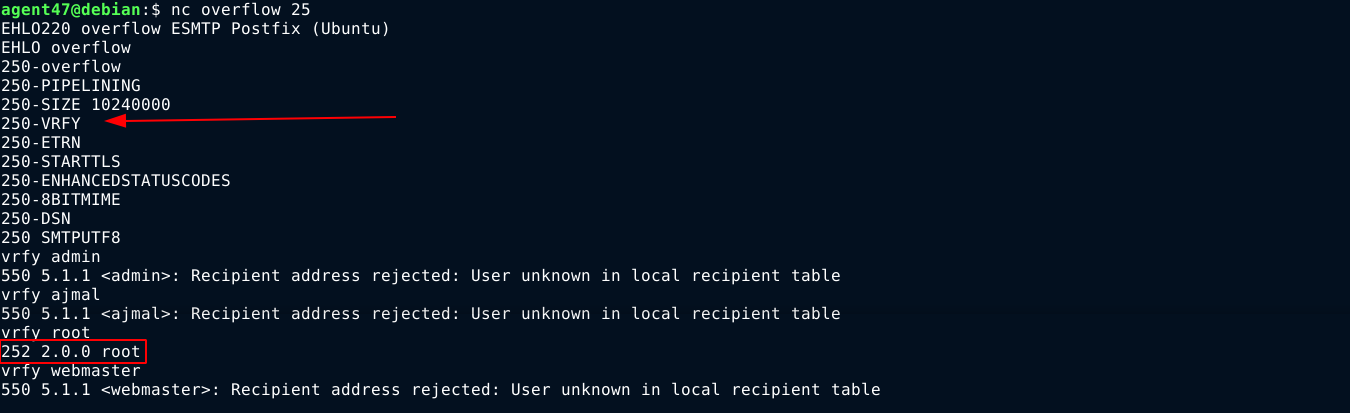 agent47@debian:$ nc overflow 25
EHLO220 overflow ESMTP Postfix (Ubuntu)
EHLO overflow
250-overflow
250-PIPELINING
250-SIZE 10240000
250-VRFY
250-ETRN
250-STARTTLS
250-ENHANCEDSTATUSCODES
250-8BITMIME
250-DSN
250 SMTPUTF8
vrfy admin
550 5.1.1 <admin>: Recipient address rejected: User unknown in local recipient table
vrfy ajmal
550 5.1.1 <ajmal>: Recipient address rejected: User unknown in local recipient table
vrfy root
252 2.0.0 root
vrfy webmaster
550 5.1.1 <webmaster>: Recipient address rejected: User unknown in local recipient table